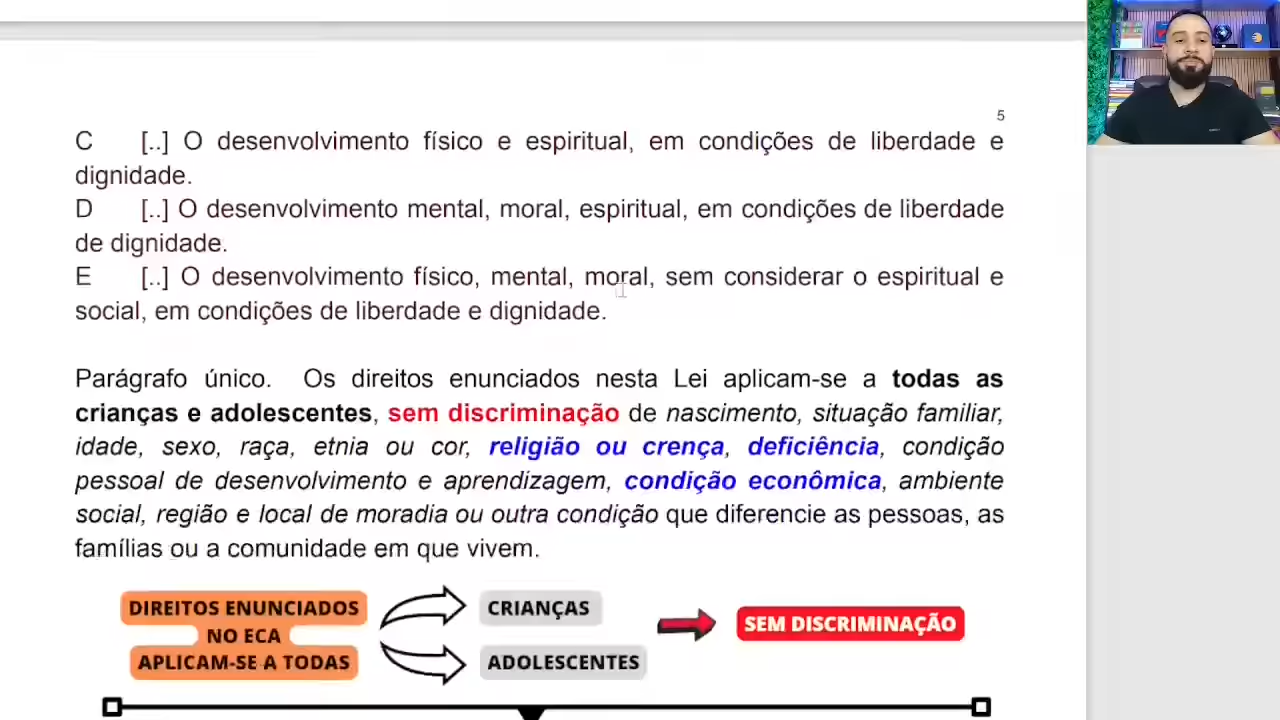 5
C [..] O desenvolvimento físico e espiritual, em condições de liberdade e
dignidade.
D [..] O desenvolvimento mental, moral, espiritual, em condições de liberdade
de dignidade.
E [..] O desenvolvimento físico, mental, moral, sem considerar o espiritual e
social, em condições de liberdade e dignidade.
Parágrafo único. Os direitos enunciados nesta Lei aplicam-se a todas as
crianças e adolescentes, sem discriminação de nascimento, situação familiar,
idade, sexo, raça, etnia ou cor, religião ou crença, deficiência, condição
pessoal de desenvolvimento e aprendizagem, condição econômica, ambiente
social, região e local de moradia ou outra condição que diferencie as pessoas, as
famílias ou a comunidade em que vivem.
DIREITOS ENUNCIADOS
NO ECA
APLICAM-SE A TODAS
CRIANÇAS
ADOLESCENTES
SEM DISCRIMINAÇÃO